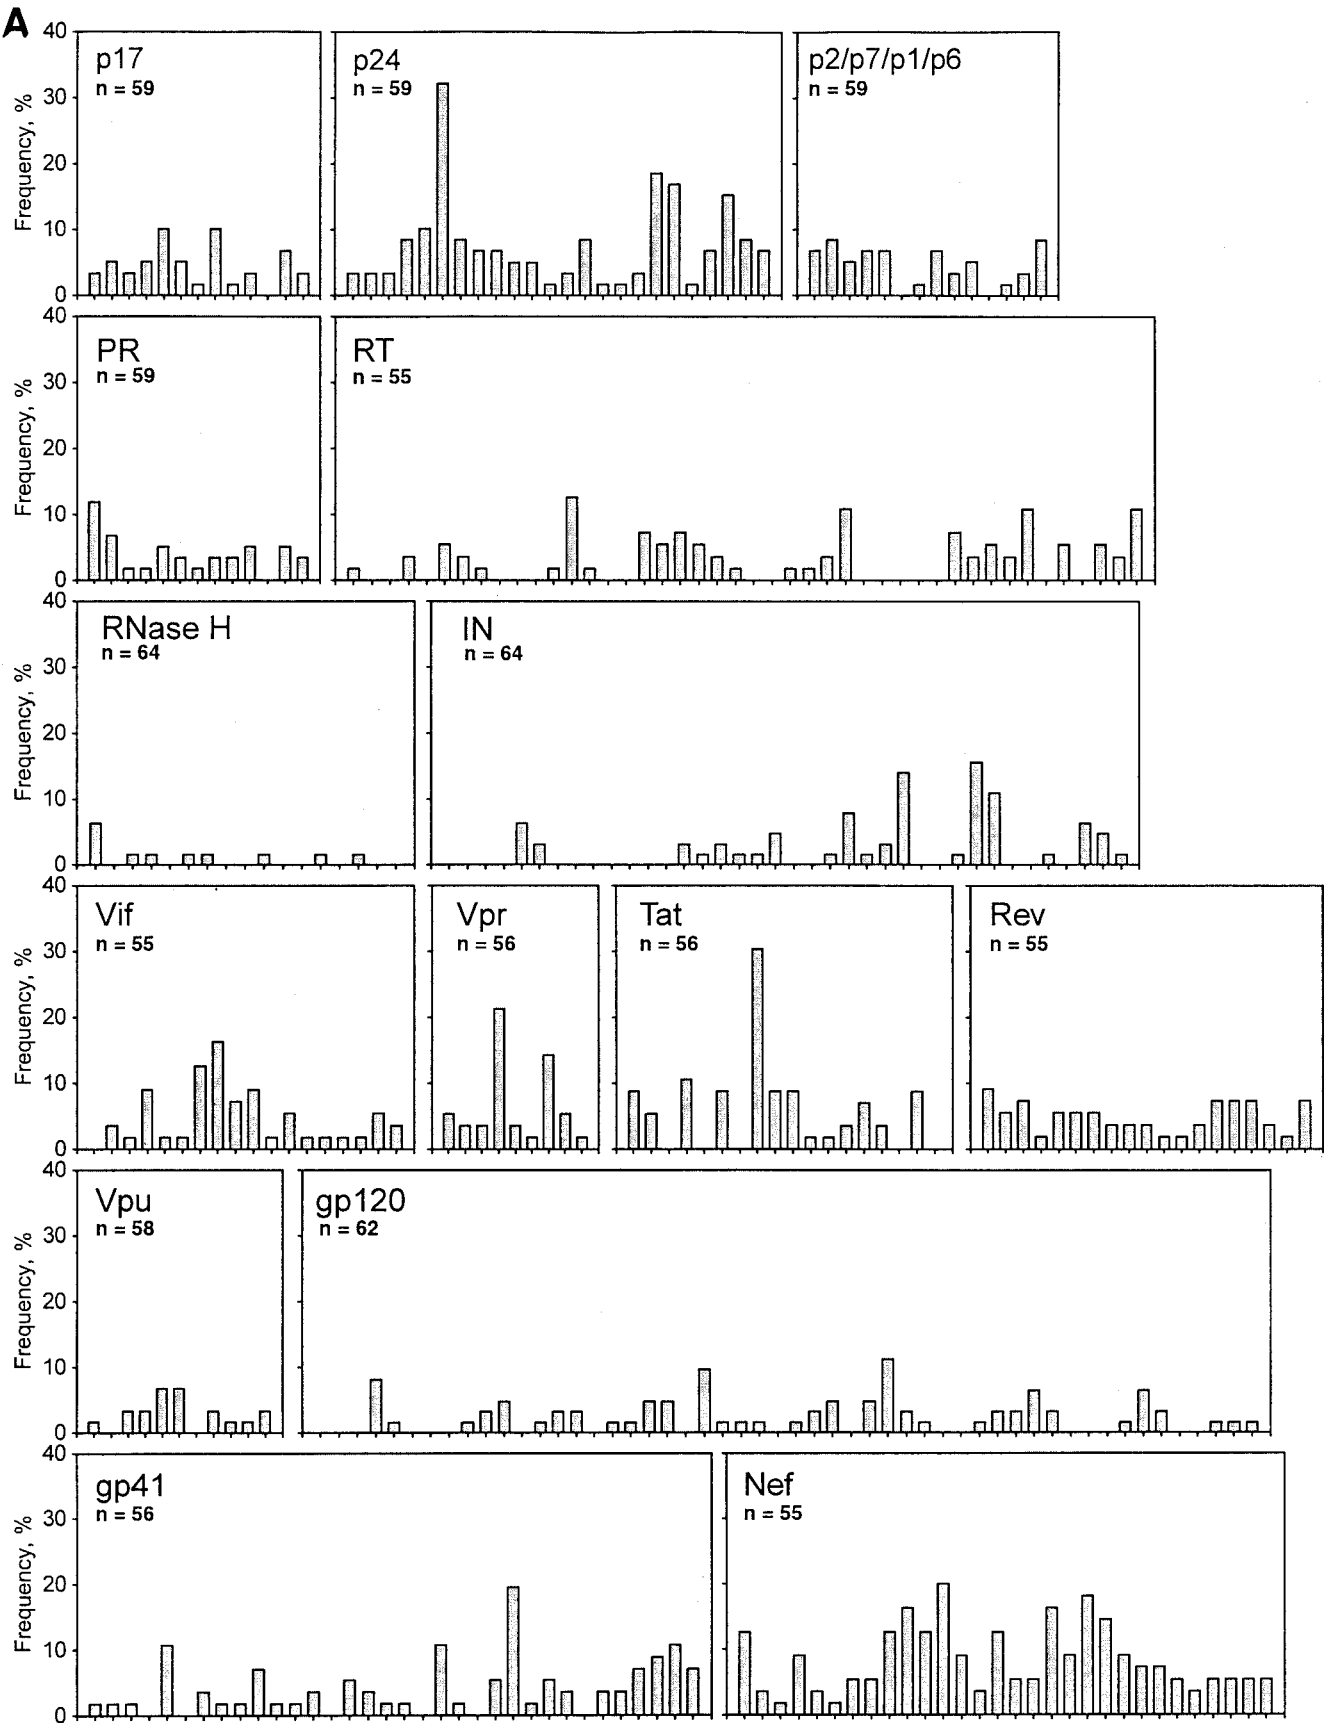 A
40
30
20
10
0
Frequency, %
p17
n = 59
p24
n = 59
p2/p7/p1/p6
n = 59
40
30
20
10
0
Frequency, %
PR
n = 59
RT
n = 55
40
30
20
10
0
Frequency, %
RNase H
n = 64
IN
n = 64
40
30
20
10
0
Frequency, %
Vif
n = 55
Vpr
n = 56
Tat
n = 56
Rev
n = 55
40
30
20
10
0
Frequency, %
Vpu
n = 58
gp120
n = 62
40
30
20
10
0
Frequency, %
gp41
n = 56
Nef
n = 55